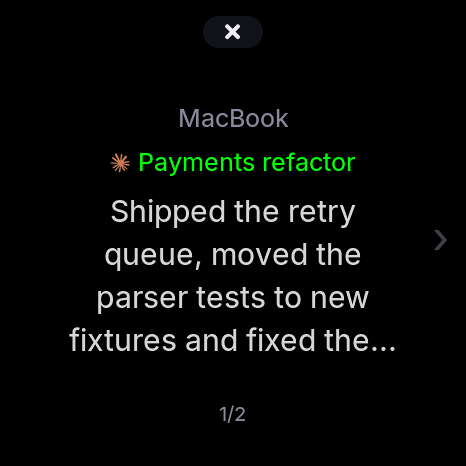 MacBook
Payments refactor
Shipped the retry
queue, moved the
parser tests to new
fixtures and fixed the...
1/2